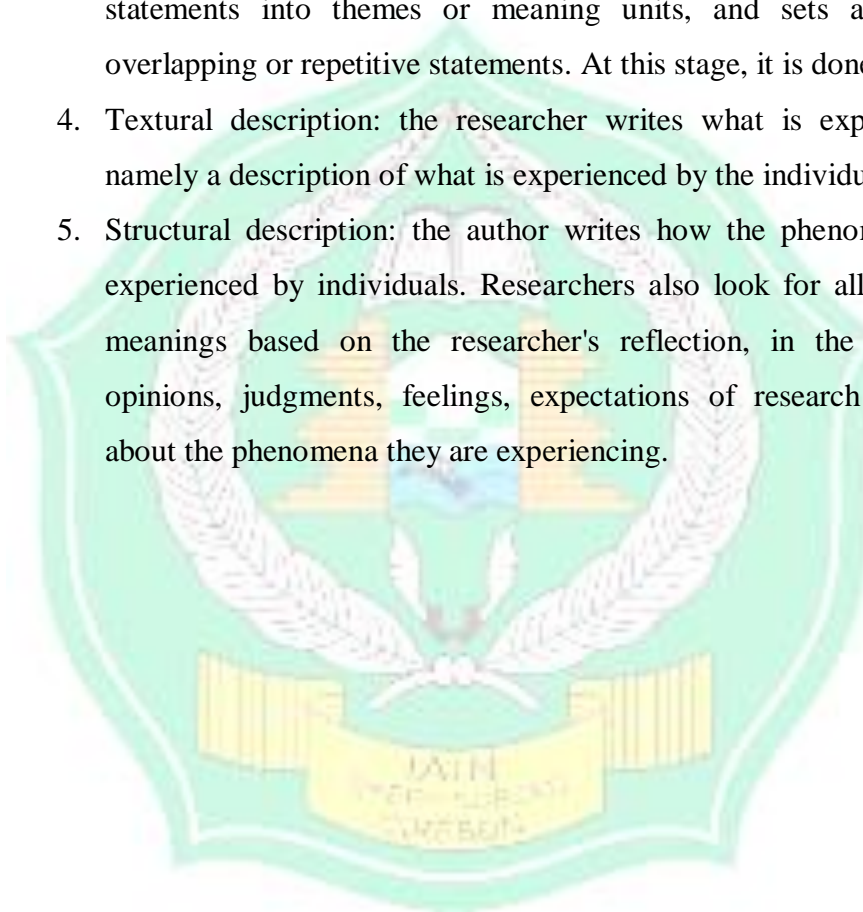 statements into themes or meaning units, and sets a
overlapping or repetitive statements. At this stage, it is done
4. Textural description: the researcher writes what is exp
namely a description of what is experienced by the individu
5. Structural description: the author writes how the pheno
experienced by individuals. Researchers also look for all
meanings based on the researcher's reflection, in the
opinions, judgments, feelings, expectations of research
about the phenomena they are experiencing.
IAIN